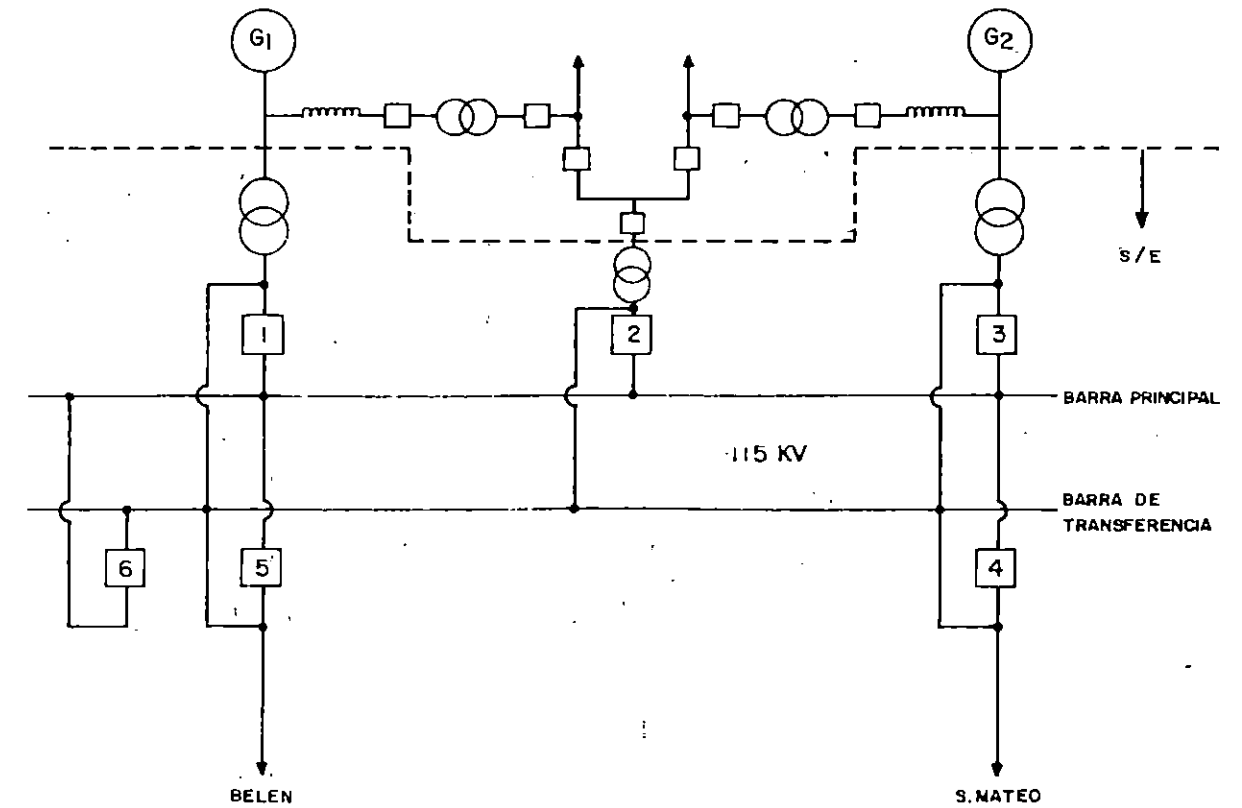 G1
G2
S/E
1
2
3
BARRA PRINCIPAL
115 KV
BARRA DE
TRANSFERENCIA
6
5
4
BELEN
S. MATEO